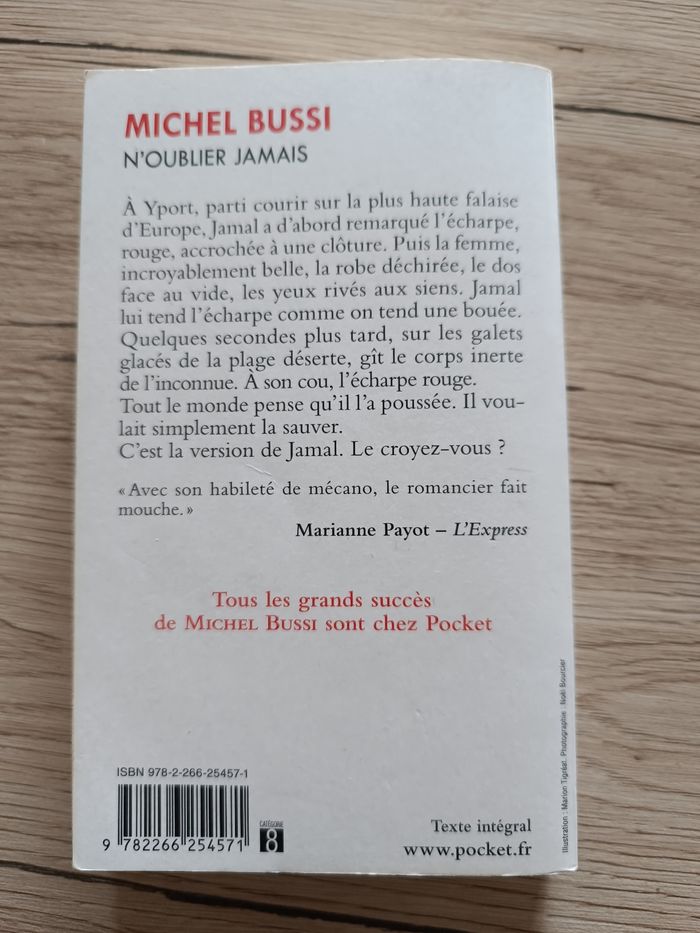 MICHEL BUSSI
N'OUBLIER JAMAIS
À Yport, parti courir sur la plus haute falaise
d'Europe, Jamal a d'abord remarqué l'écharpe,
rouge, accrochée à une clôture. Puis la femme,
incroyablement belle, la robe déchirée, le dos
face au vide, les yeux rivés aux siens. Jamal
lui tend l'écharpe comme on tend une bouée.
Quelques secondes plus tard, sur les galets
glacés de la plage déserte, gît le corps inerte
de l'inconnue. À son cou, l'écharpe rouge.
Tout le monde pense qu'il l'a poussée. Il vou-
lait simplement la sauver.
C'est la version de Jamal. Le croyez-vous ?
« Avec son habileté de mécano, le romancier fait
mouche. »
Marianne Payot – L'Express
Tous les grands succès
de MICHEL BUSSI sont chez Pocket
ISBN 978-2-266-25457-1
9 782266 254571
CATÉGORIE
8
Texte intégral
www.pocket.fr
Illustration : Marion Tigréat. Photographie : Noël Bourcier